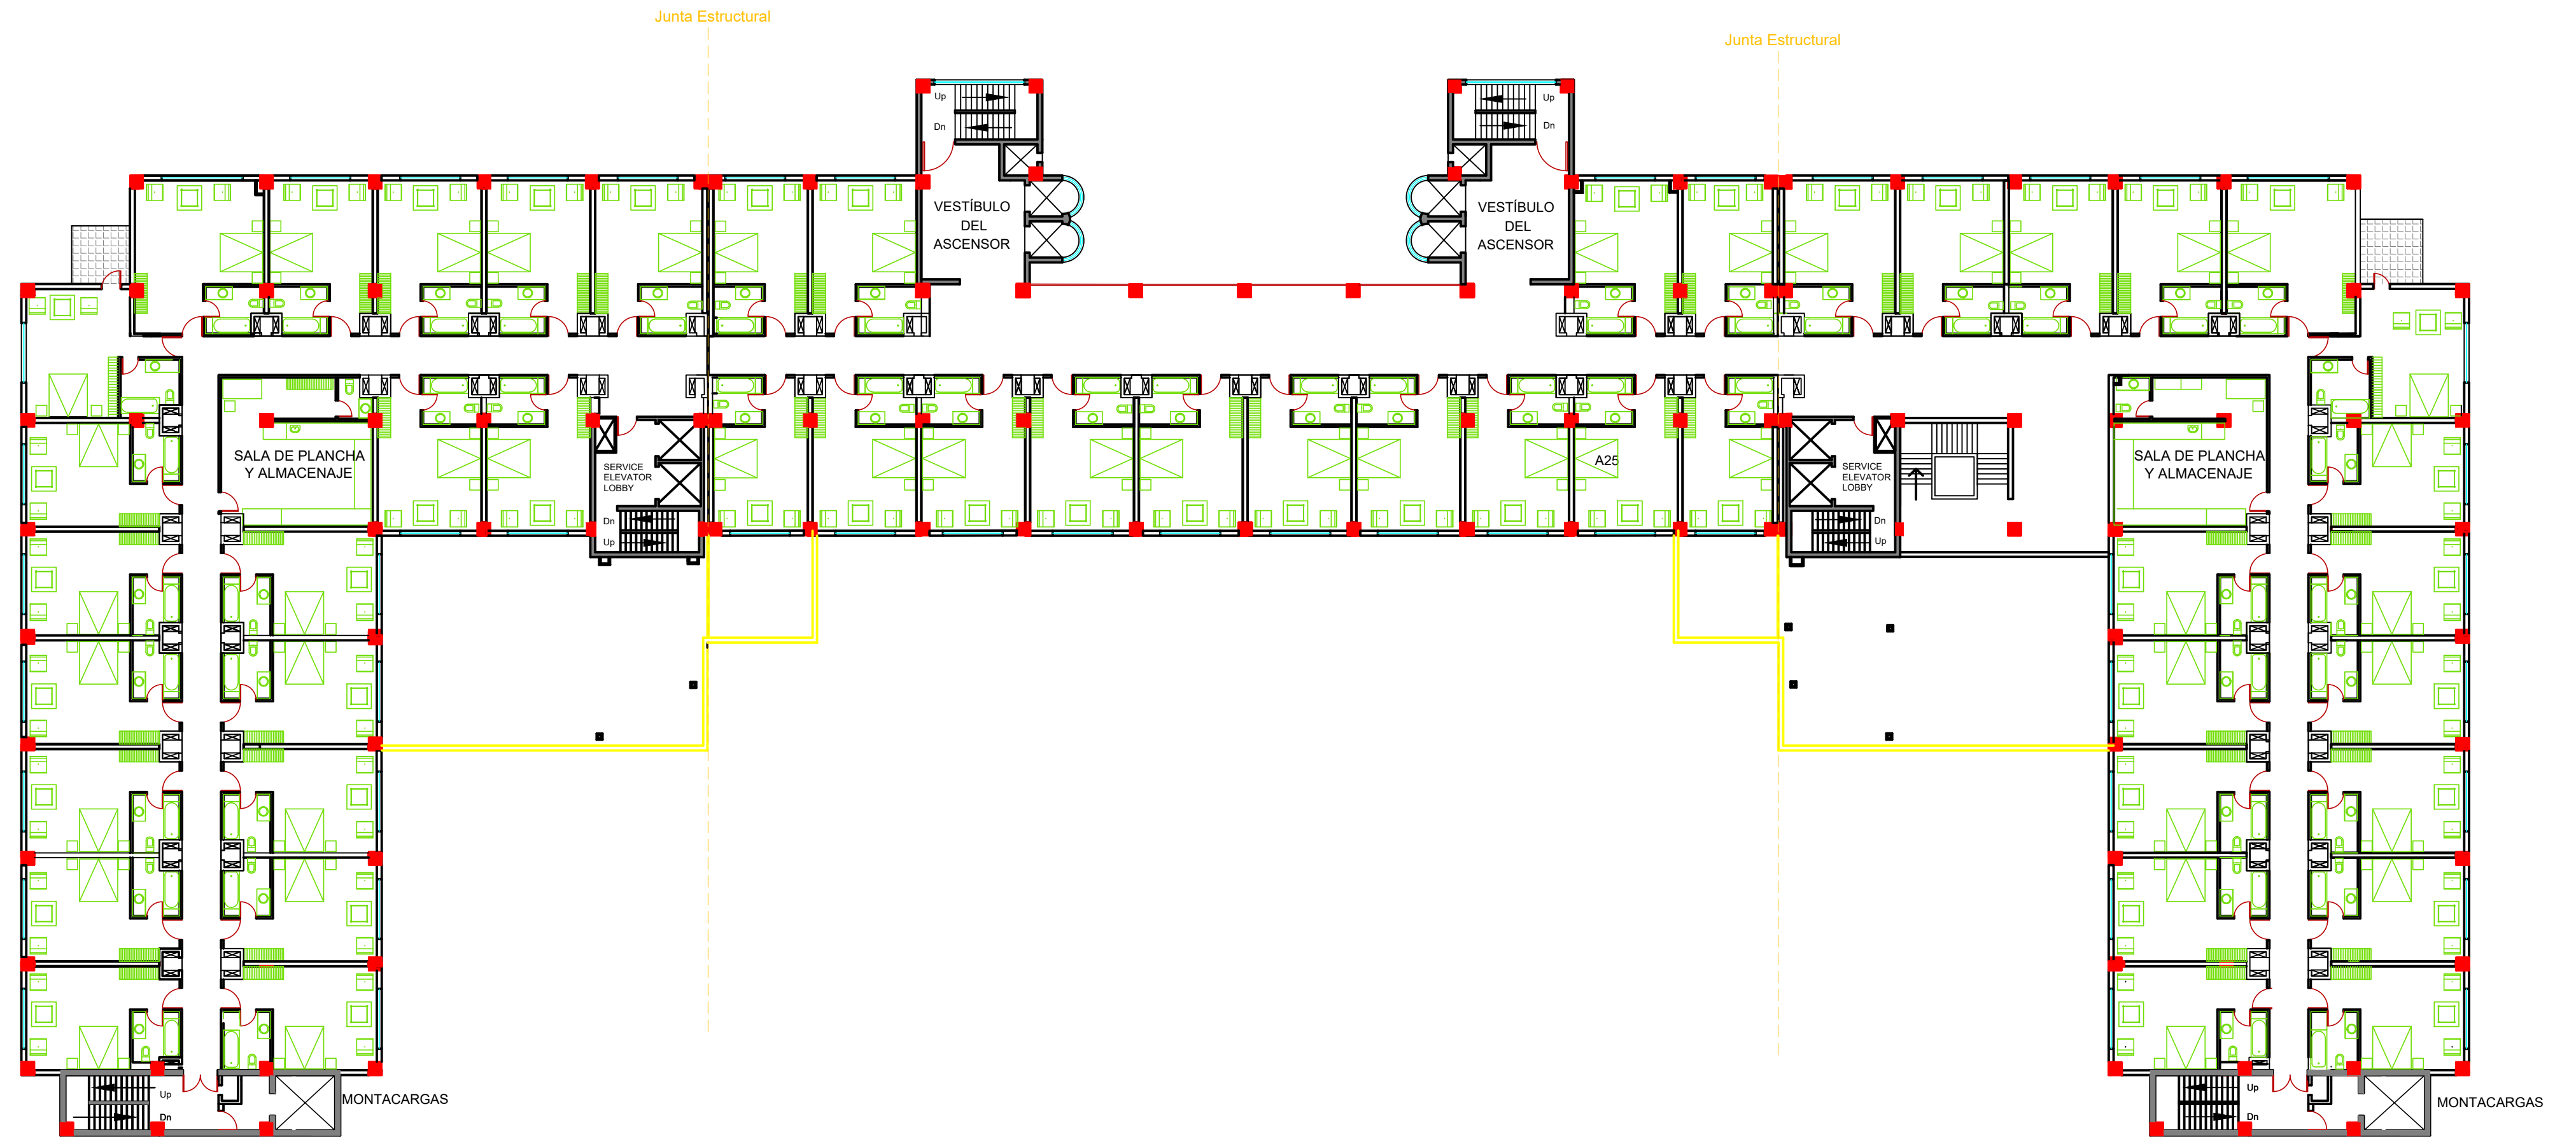 Junta Estructural
Junta Estructural
Up
Dn
Up
Dn
VESTÍBULO
DEL
ASCENSOR
VESTÍBULO
DEL
ASCENSOR
SALA DE PLANCHA
Y ALMACENAJE
SERVICE
ELEVATOR
LOBBY
Dn
Up
A25
SERVICE
ELEVATOR
LOBBY
Dn
Up
SALA DE PLANCHA
Y ALMACENAJE
Up
Dn
MONTACARGAS
Up
Dn
MONTACARGAS